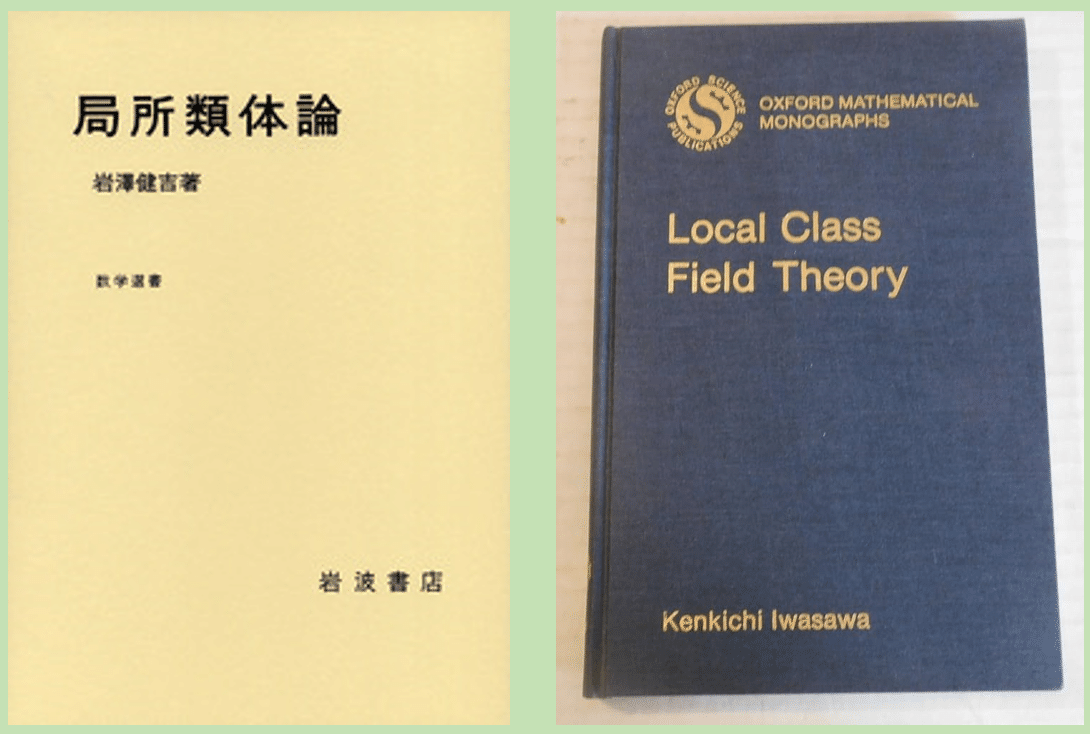 局所類体論
岩澤健吉著
数学選書
岩波書店
OXFORD SCIENCE PUBLICATIONS
OXFORD MATHEMATICAL
MONOGRAPHS
Local Class
Field Theory
Kenkichi Iwasawa